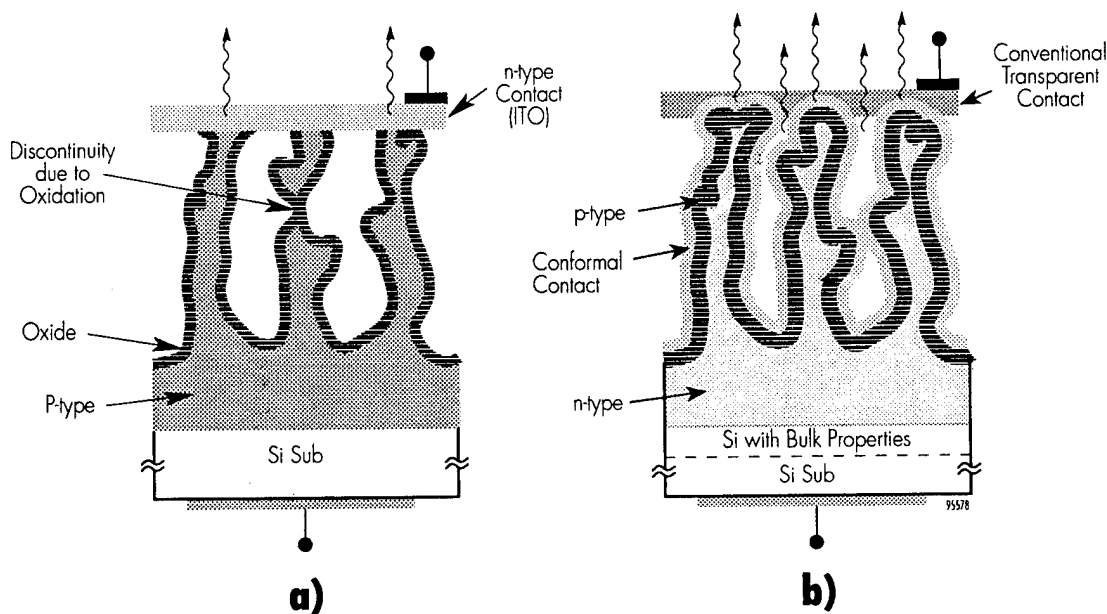 n-type
Contact
(ITO)
Discontinuity
due to
Oxidation
Oxide
P-type
Si Sub
a)
Conventional
Transparent
Contact
p-type
Conformal
Contact
n-type
Si with Bulk Properties
Si Sub
95578
b)